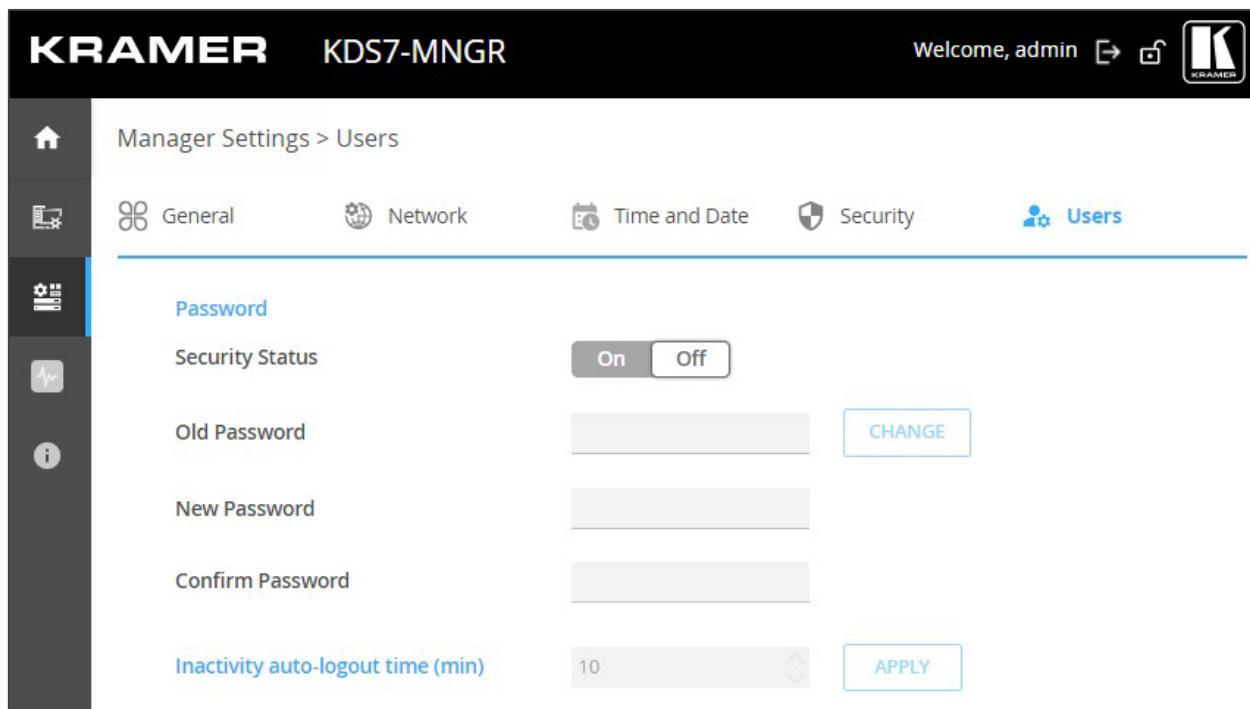 KRAMER KDS7-MNGR Welcome, admin
KRAMER
Manager Settings > Users
General Network Time and Date Security Users
Password
Security Status On Off
Old Password CHANGE
New Password
Confirm Password
Inactivity auto-logout time (min) 10 APPLY